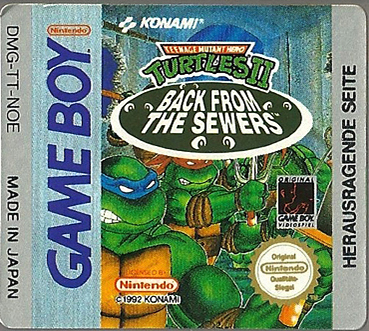 DMG-TT-NOE
MADE IN JAPAN
Nintendo
GAME BOY
KONAMI
TEENAGE MUTANT HERO
TURTLES II
BACK FROM
THE SEWERS
ORIGINAL
GAME BOY
VIDEOSPIEL
LICENSED BY
Nintendo
©1992 KONAMI
Original
Nintendo
Qualitäts-
Siegel
HERAUSRAGENDE SEITE